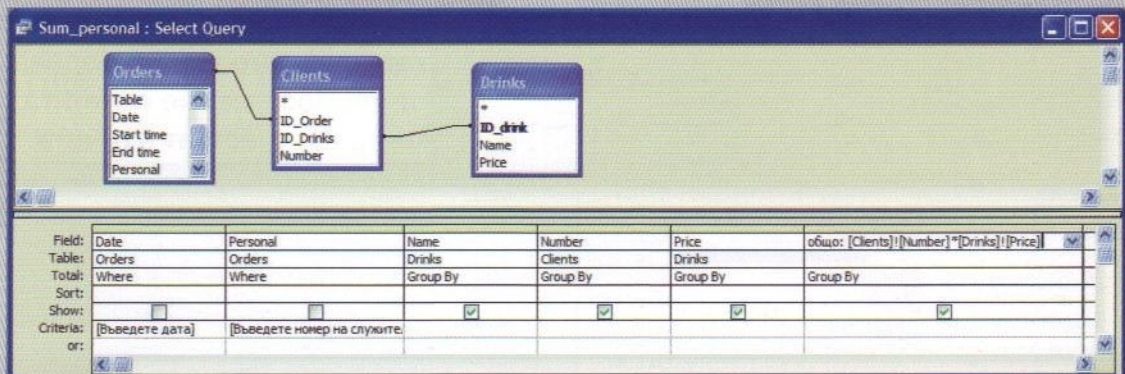 Sum_personal : Select Query
Orders
Table
Date
Start time
End time
Personal
Clients
*
ID_Order
ID_Drinks
Number
Drinks
*
ID_drink
Name
Price
Field: Date Personal Name Number Price общо: [Clients]![Number]*[Drinks]![Price]
Table: Orders Orders Drinks Clients Drinks
Total: Where Where Group By Group By Group By Group By
Sort:
Show:
Criteria: [Въведете дата] [Въведете номер на служите.
or: